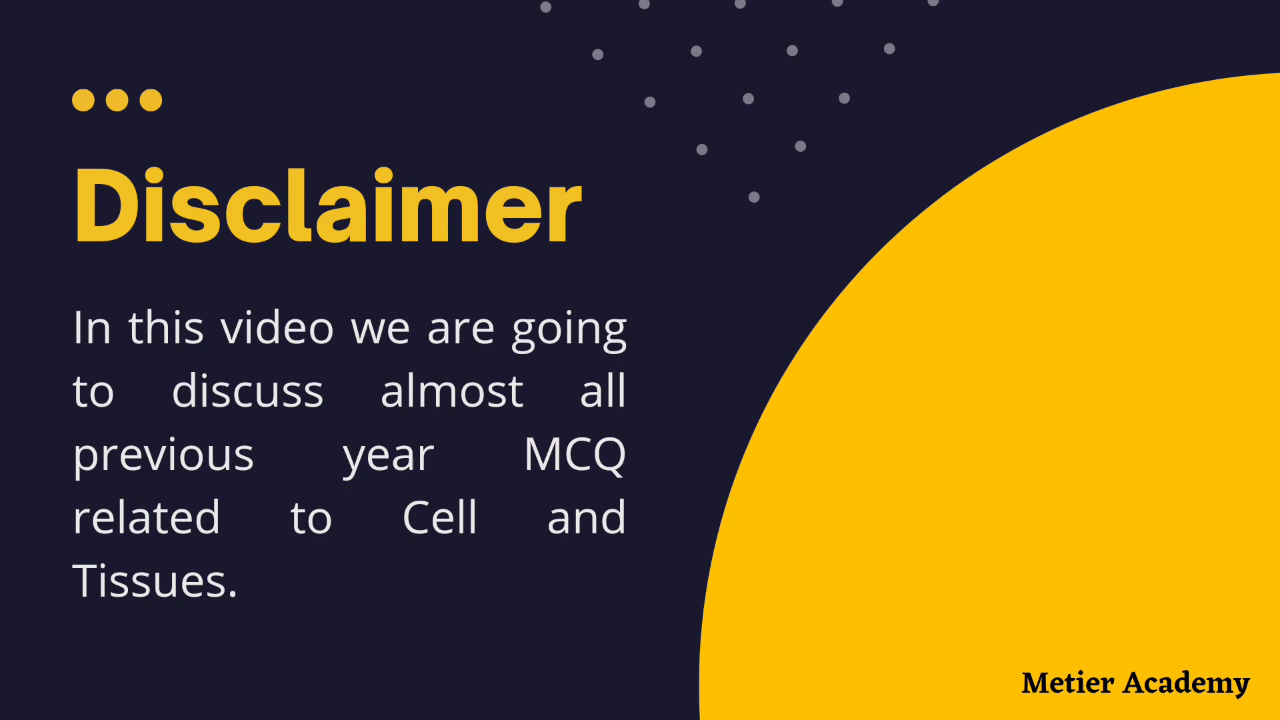 Disclaimer
In this video we are going
to discuss almost all
previous year MCQ
related to Cell and
Tissues.
Metier Academy